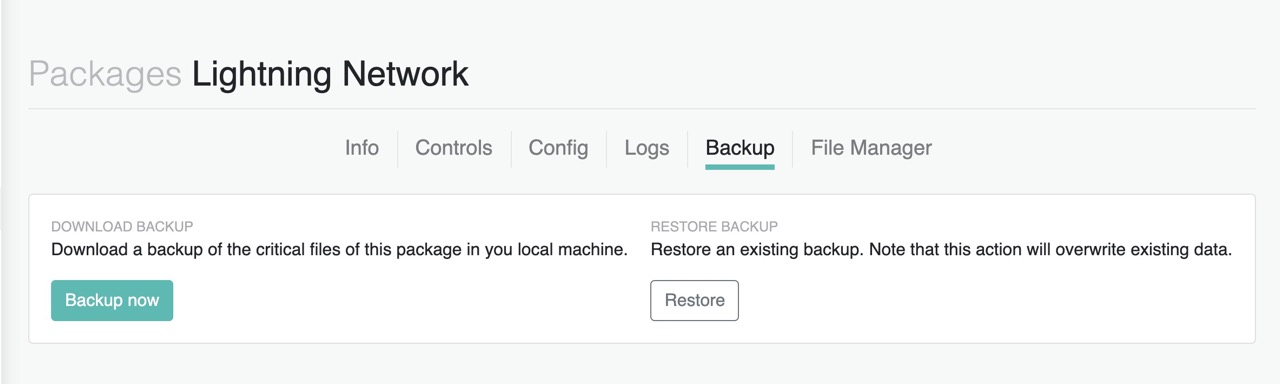 Packages Lightning Network
Info Controls Config Logs Backup File Manager
DOWNLOAD BACKUP
Download a backup of the critical files of this package in you local machine.
Backup now
RESTORE BACKUP
Restore an existing backup. Note that this action will overwrite existing data.
Restore